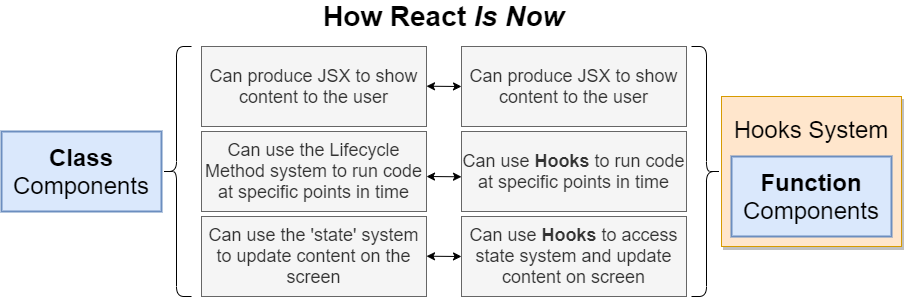 How React Is Now
Class
Components
Can produce JSX to show
content to the user
Can use the Lifecycle
Method system to run code
at specific points in time
Can use the 'state' system
to update content on the
screen
Can produce JSX to show
content to the user
Can use Hooks to run code
at specific points in time
Can use Hooks to access
state system and update
content on screen
Hooks System
Function
Components